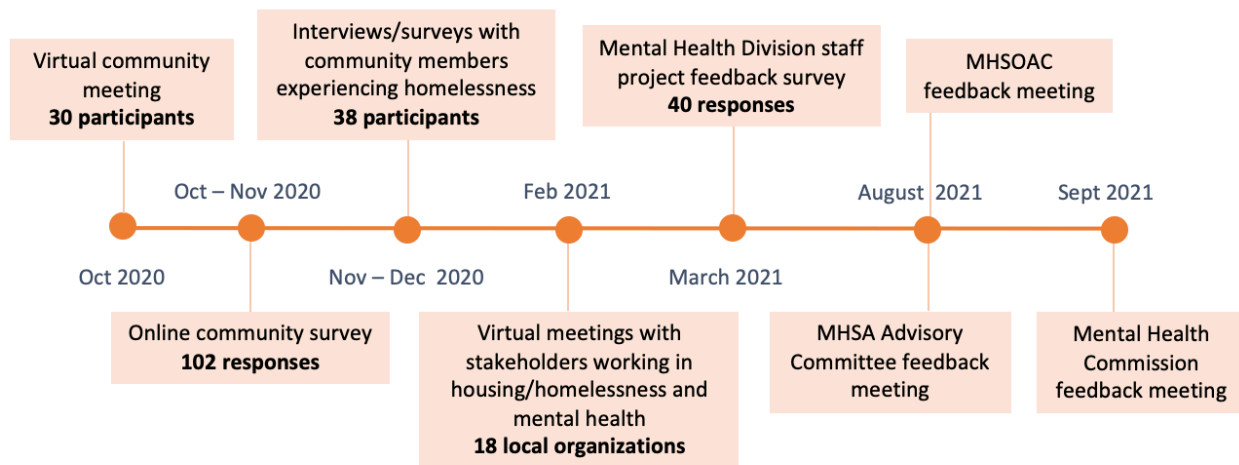 Virtual community
meeting
30 participants
Interviews/surveys with
community members
experiencing homelessness
38 participants
Mental Health Division staff
project feedback survey
40 responses
MHSOAC
feedback meeting
Oct – Nov 2020
Feb 2021
August 2021
Sept 2021
Oct 2020
Nov – Dec 2020
March 2021
Online community survey
102 responses
Virtual meetings with
stakeholders working in
housing/homelessness and
mental health
18 local organizations
MHSA Advisory
Committee feedback
meeting
Mental Health
Commission
feedback meeting